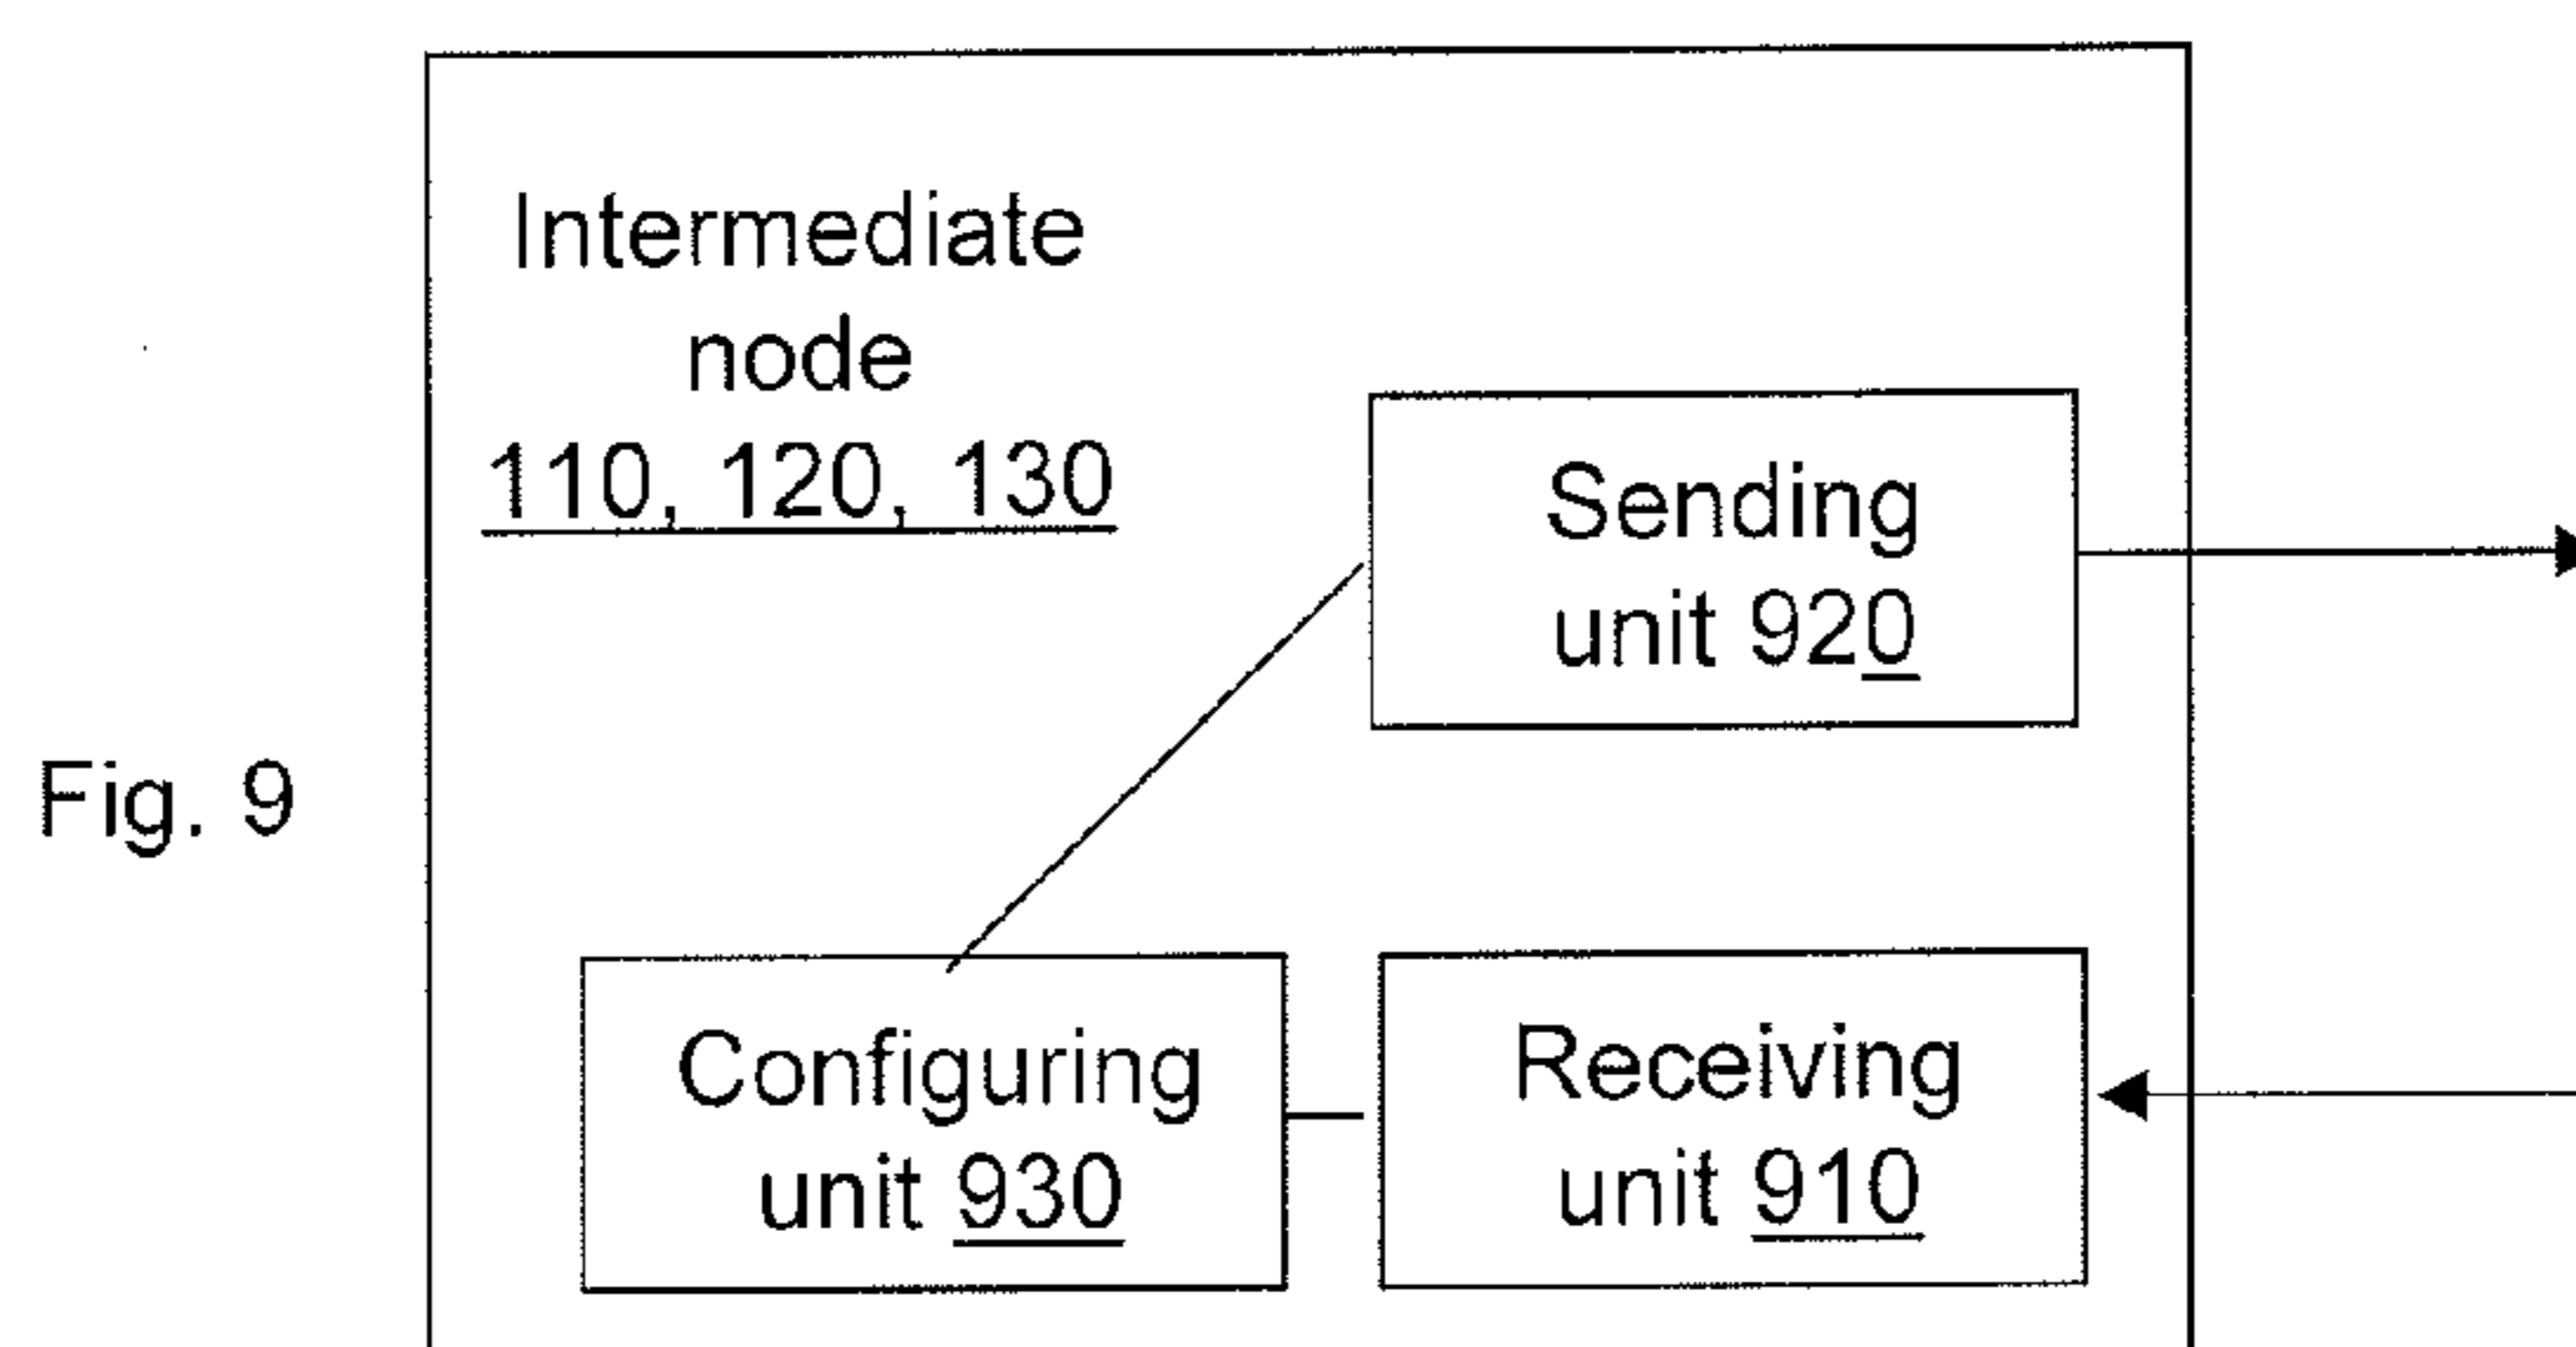 Intermediate
node
110, 120, 130
Sending
unit 920
Fig. 9
Configuring
unit 930
Receiving
unit 910